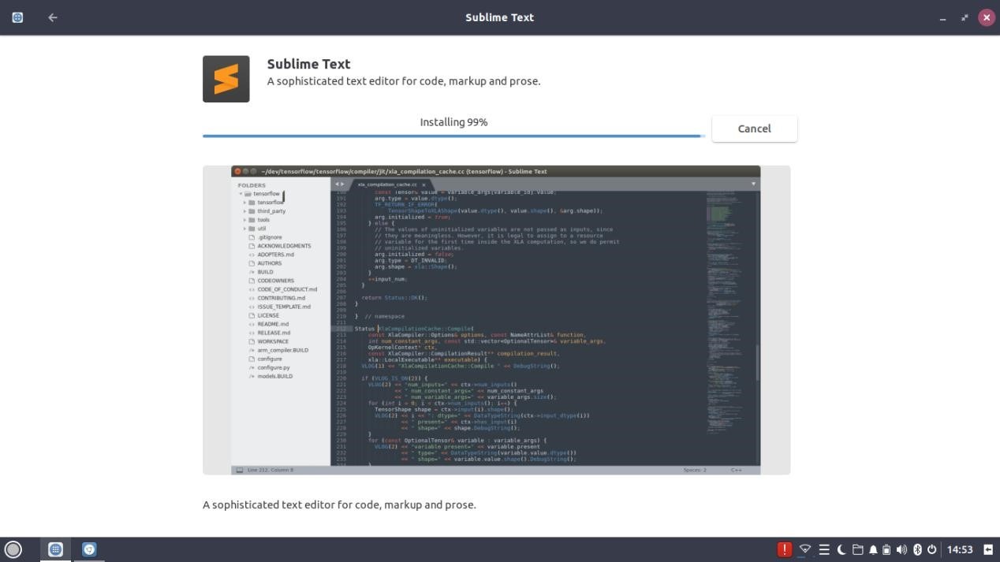 Sublime Text
Sublime Text
A sophisticated text editor for code, markup and prose.
Installing 99%
Cancel
~/dev/tensorflow/tensorflow/compiler/jit/xla_compilation_cache.cc (tensorflow) - Sublime Text
FOLDERS
tensorflow
tensorflow
third_party
tools
util
.gitignore
ACKNOWLEDGMENTS
ADOPTERS.md
AUTHORS
BUILD
CODEOWNERS
CODE_OF_CONDUCT.md
CONTRIBUTING.md
ISSUE_TEMPLATE.md
LICENSE
README.md
RELEASE.md
WORKSPACE
arm_compiler.BUILD
configure
configure.py
models.BUILD
xla_compilation_cache.cc
190 const Tensor& value = variable_args[variable_id].value;
191 arg.type = value.dtype();
192 TF_RETURN_IF_ERROR(
193 TensorShapeToXLAShape(value.dtype(), value.shape(), &arg.shape));
194 arg.initialized = true;
195 } else {
196 // The values of uninitialized variables are not passed as inputs, since
197 // they are meaningless. However, it is legal to assign to a resource
198 // variable for the first time inside the XLA computation, so we do permit
199 // uninitialized variables.
200 arg.initialized = false;
201 arg.type = DT_INVALID;
202 arg.shape = xla::Shape();
203 }
204 ++input_num;
205 }
206
207 return Status::OK();
208 }
209
210 } // namespace
211
212 Status XlaCompilationCache::Compile(
213 const XlaCompiler::Options& options, const NameAttrList& function,
214 int num_constant_args, const std::vector<OptionalTensor>& variable_args,
215 OpKernelContext* ctx,
216 const XlaCompiler::CompilationResult** compilation_result,
217 xla::LocalExecutable** executable) {
218 VLOG(1) << "XlaCompilationCache::Compile " << DebugString();
219
220 if (VLOG_IS_ON(2)) {
221 VLOG(2) << "num_inputs=" << ctx->num_inputs()
222 << " num_constant_args=" << num_constant_args
223 << " num_variable_args=" << variable_args.size();
224 for (int i = 0; i < ctx->num_inputs(); i++) {
225 TensorShape shape = ctx->input(i).shape();
226 VLOG(2) << i << ": dtype=" << DataTypeString(ctx->input_dtype(i))
227 << " present=" << ctx->has_input(i)
228 << " shape=" << shape.DebugString();
229 }
230 for (const OptionalTensor& variable : variable_args) {
231 VLOG(2) << "variable present=" << variable.present
232 << " type=" << DataTypeString(variable.value.dtype())
233 << " shape=" << variable.value.shape().DebugString();
Line 212, Column 8
Spaces: 2
C++
A sophisticated text editor for code, markup and prose.
14:53